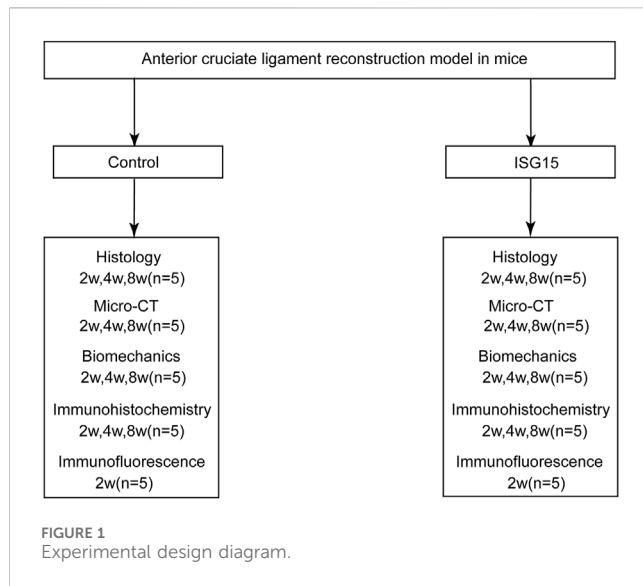 Anterior cruciate ligament reconstruction model in mice
Control
ISG15
Histology
2w,4w,8w(n=5)
Micro-CT
2w,4w,8w(n=5)
Biomechanics
2w,4w,8w(n=5)
Immunohistochemistry
2w,4w,8w(n=5)
Immunofluorescence
2w(n=5)
Histology
2w,4w,8w(n=5)
Micro-CT
2w,4w,8w(n=5)
Biomechanics
2w,4w,8w(n=5)
Immunohistochemistry
2w,4w,8w(n=5)
Immunofluorescence
2w(n=5)
FIGURE 1
Experimental design diagram.